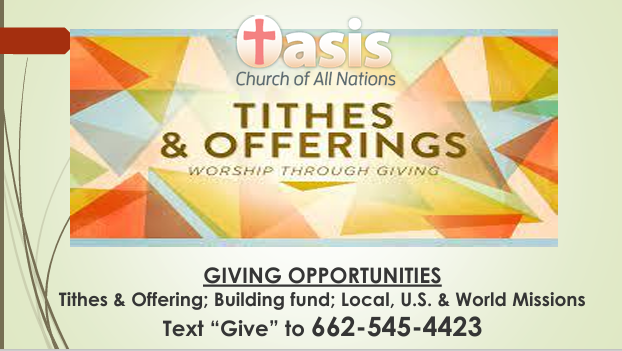 Oasis
Church of All Nations
TITHES
& OFFERINGS
WORSHIP THROUGH GIVING
GIVING OPPORTUNITIES
Tithes & Offering; Building fund; Local, U.S. & World Missions
Text “Give” to 662-545-4423